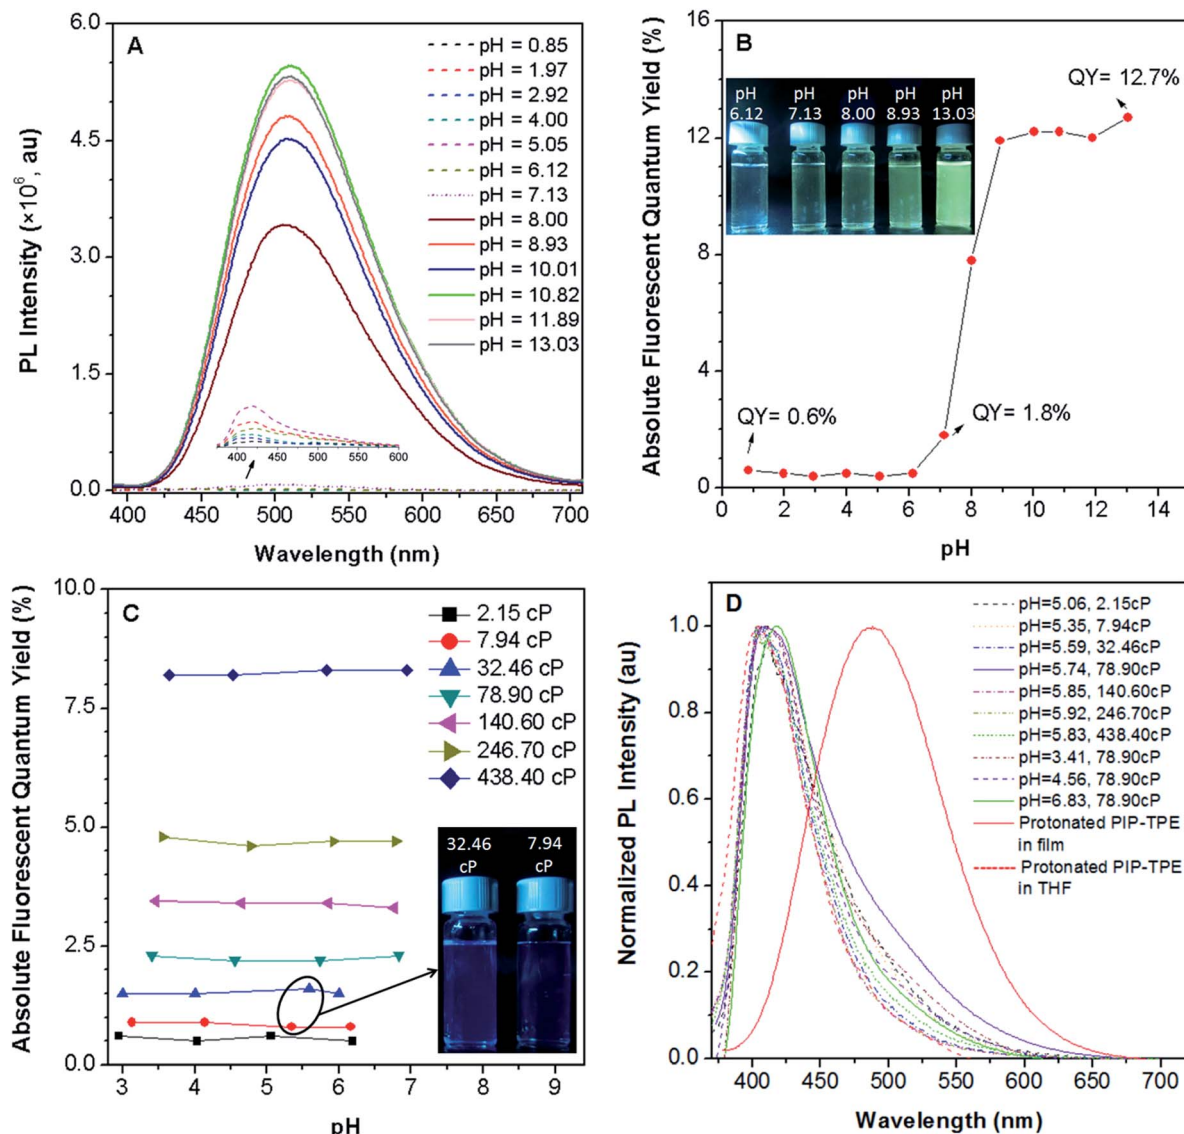 A
PL Intensity (×10⁶, au)
6.0
4.5
3.0
1.5
0.0
pH = 0.85
pH = 1.97
pH = 2.92
pH = 4.00
pH = 5.05
pH = 6.12
pH = 7.13
pH = 8.00
pH = 8.93
pH = 10.01
pH = 10.82
pH = 11.89
pH = 13.03
400 450 500 550 600
400 450 500 550 600 650 700
Wavelength (nm)
B
Absolute Fluorescent Quantum Yield (%)
16
12
8
4
0
pH pH pH pH pH
6.12 7.13 8.00 8.93 13.03
QY= 12.7%
QY= 0.6%
QY= 1.8%
0 2 4 6 8 10 12 14
pH
C
Absolute Fluorescent Quantum Yield (%)
10.0
7.5
5.0
2.5
0.0
2.15 cP
7.94 cP
32.46 cP
78.90 cP
140.60 cP
246.70 cP
438.40 cP
32.46 7.94
cP cP
3 4 5 6 7 8 9
pH
D
Normalized PL Intensity (au)
1.0
0.8
0.6
0.4
0.2
0.0
pH=5.06, 2.15cP
pH=5.35, 7.94cP
pH=5.59, 32.46cP
pH=5.74, 78.90cP
pH=5.85, 140.60cP
pH=5.92, 246.70cP
pH=5.83, 438.40cP
pH=3.41, 78.90cP
pH=4.56, 78.90cP
pH=6.83, 78.90cP
Protonated PIP-TPE
in film
Protonated PIP-TPE
in THF
400 450 500 550 600 650 700
Wavelength (nm)